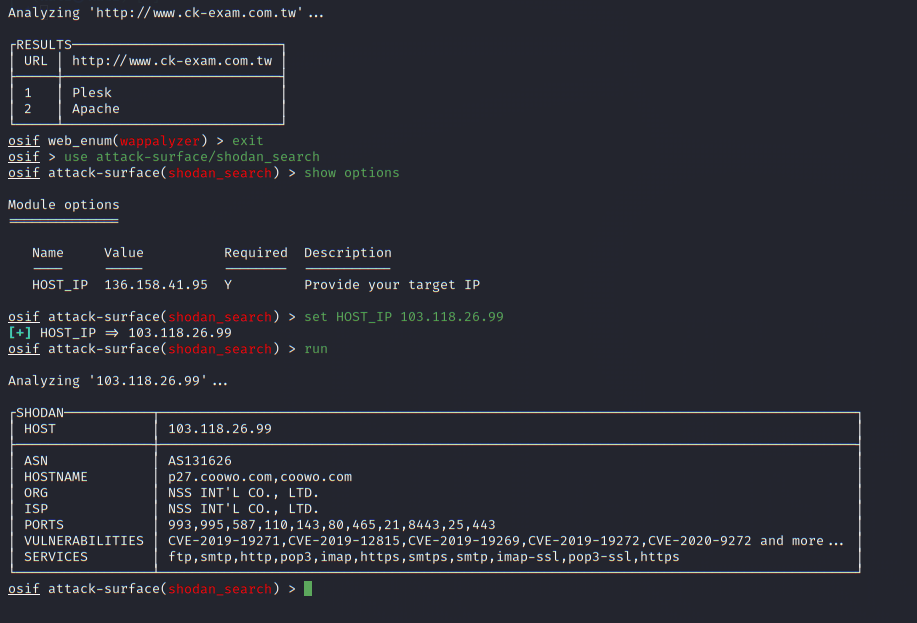 Analyzing 'http://www.ck-exam.com.tw'...
RESULTS
URL http://www.ck-exam.com.tw
1 Plesk
2 Apache
osif web_enum(wappalyzer) > exit
osif > use attack-surface/shodan_search
osif attack-surface(shodan_search) > show options
Module options
Name Value Required Description
HOST_IP 136.158.41.95 Y Provide your target IP
osif attack-surface(shodan_search) > set HOST_IP 103.118.26.99
[+] HOST_IP => 103.118.26.99
osif attack-surface(shodan_search) > run
Analyzing '103.118.26.99'...
SHODAN
HOST 103.118.26.99
ASN AS131626
HOSTNAME p27.coowo.com,coowo.com
ORG NSS INT'L CO., LTD.
ISP NSS INT'L CO., LTD.
PORTS 993,995,587,110,143,80,465,21,8443,25,443
VULNERABILITIES CVE-2019-19271,CVE-2019-12815,CVE-2019-19269,CVE-2019-19272,CVE-2020-9272 and more...
SERVICES ftp,smtp,http,pop3,imap,https,smtps,smtp,imap-ssl,pop3-ssl,https
osif attack-surface(shodan_search) >